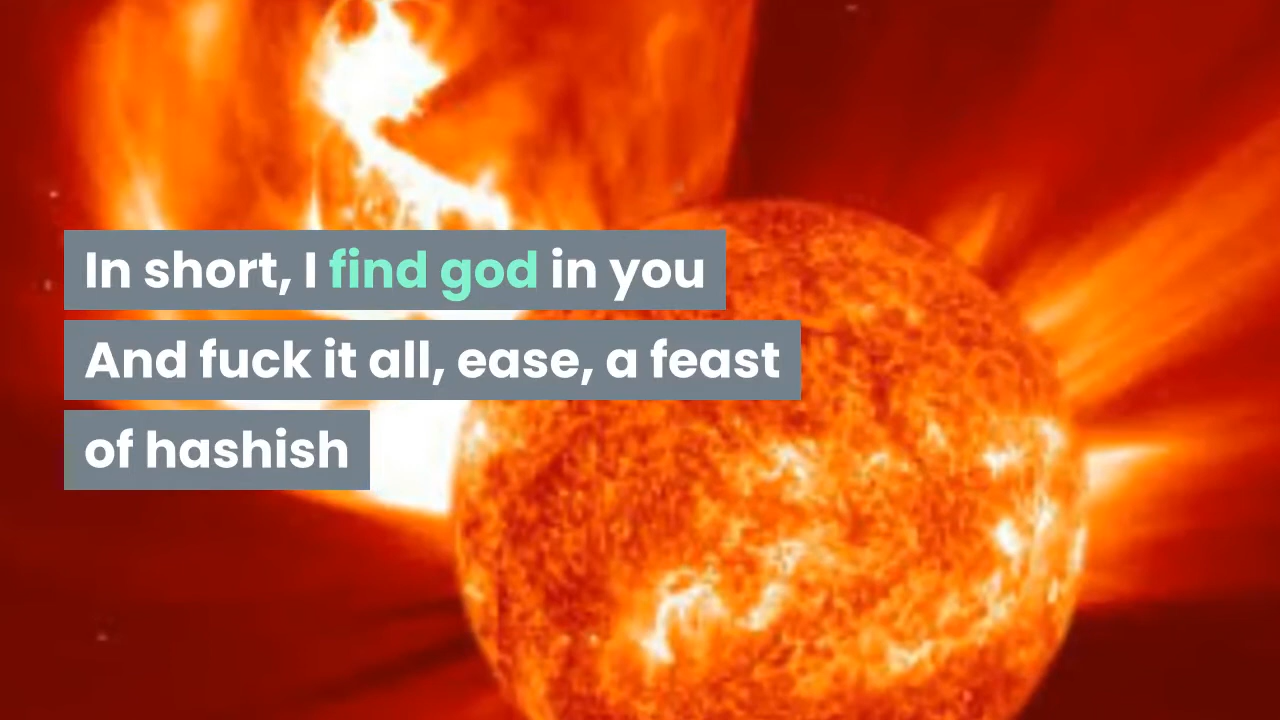 In short, I find god in you
And fuck it all, ease, a feast
of hashish